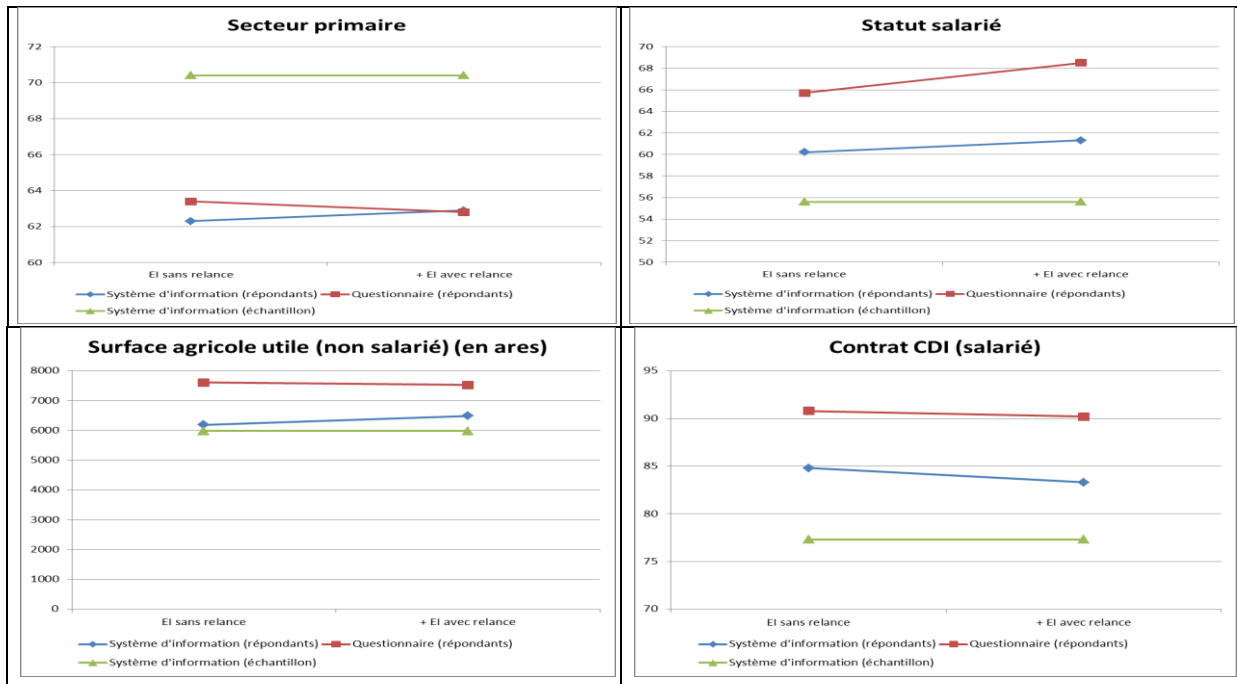 Secteur primaire
72
70
68
66
64
62
60
EI sans relance
+ EI avec relance
Système d'information (répondants)
Questionnaire (répondants)
Système d'information (échantillon)
Statut salarié
70
68
66
64
62
60
58
56
54
52
50
EI sans relance
+ EI avec relance
Système d'information (répondants)
Questionnaire (répondants)
Système d'information (échantillon)
Surface agricole utile (non salarié) (en ares)
8000
7000
6000
5000
4000
3000
2000
1000
0
EI sans relance
+ EI avec relance
Système d'information (répondants)
Questionnaire (répondants)
Système d'information (échantillon)
Contrat CDI (salarié)
95
90
85
80
75
70
EI sans relance
+ EI avec relance
Système d'information (répondants)
Questionnaire (répondants)
Système d'information (échantillon)